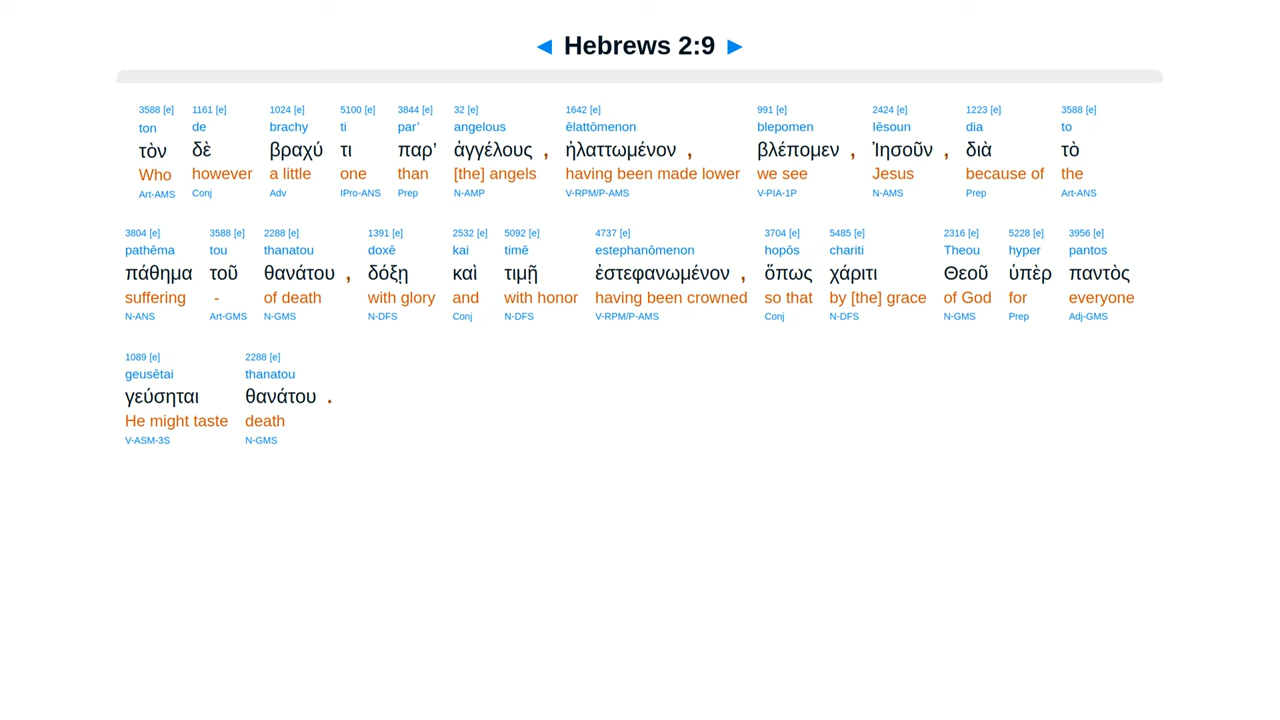 ◄ Hebrews 2:9 ►
3588 [e] 1161 [e] 1024 [e] 5100 [e] 3844 [e] 32 [e] 1642 [e] 991 [e] 2424 [e] 1223 [e] 3588 [e]
ton de brachy ti par’ angelous ēlattōmenon blepomen Iēsoun dia to
τὸν δὲ βραχύ τι παρ’ ἀγγέλους , ἠλαττωμένον , βλέπομεν , Ἰησοῦν , διὰ τὸ
Who however a little one than [the] angels having been made lower we see Jesus because of the
Art-AMS Conj Adv IPro-ANS Prep N-AMP V-RPM/P-AMS V-PIA-1P N-AMS Prep Art-ANS
3804 [e] 3588 [e] 2288 [e] 1391 [e] 2532 [e] 5092 [e] 4737 [e] 3704 [e] 5485 [e] 2316 [e] 5228 [e] 3956 [e]
pathēma tou thanatou doxē kai timē estephanōmenon hopōs chariti Theou hyper pantos
πάθημα τοῦ θανάτου , δόξῃ καὶ τιμῇ ἐστεφανωμένον , ὅπως χάριτι Θεοῦ ὑπὲρ παντὸς
suffering - of death with glory and with honor having been crowned so that by [the] grace of God for everyone
N-ANS Art-GMS N-GMS N-DFS Conj N-DFS V-RPM/P-AMS Conj N-DFS N-GMS Prep Adj-GMS
1089 [e] 2288 [e]
geusētai thanatou
γεύσηται θανάτου .
He might taste death
V-ASM-3S N-GMS